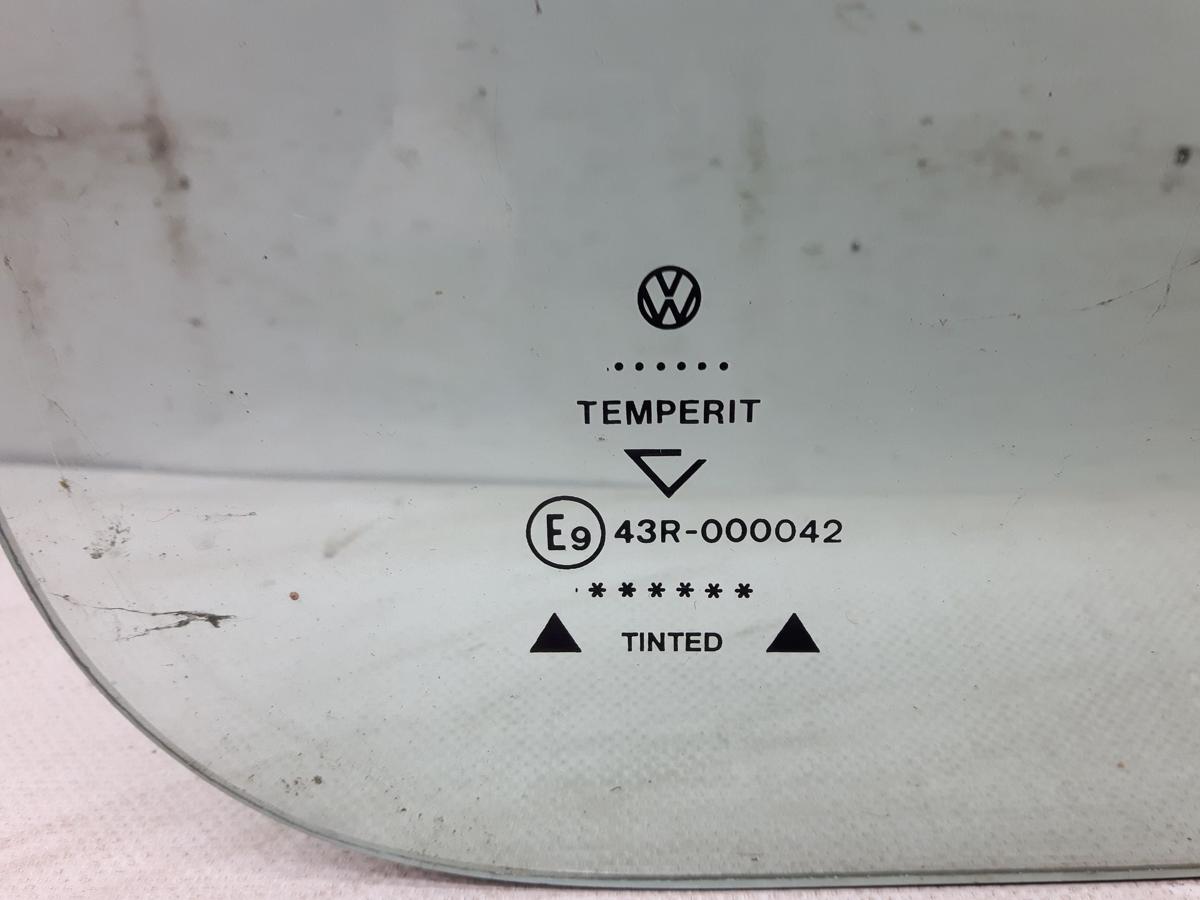 TEMPERIT
E9 43R-000042
TINTED